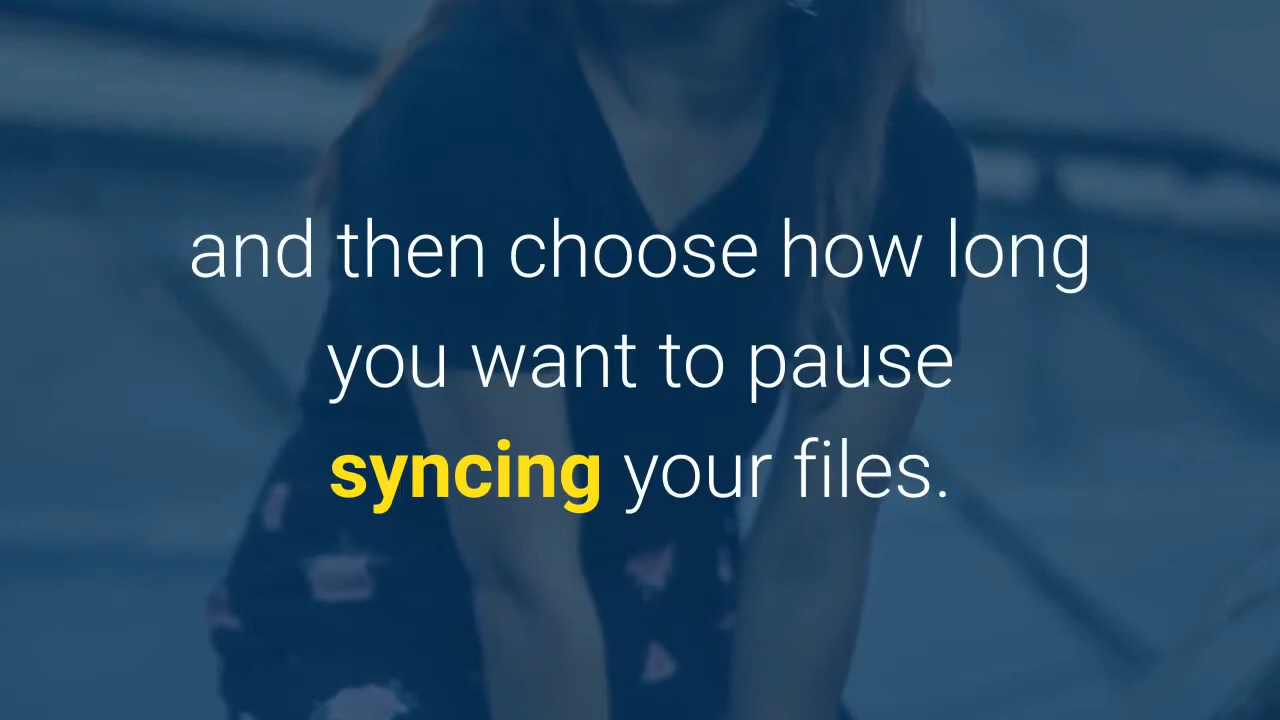 and then choose how long
you want to pause
syncing your files.